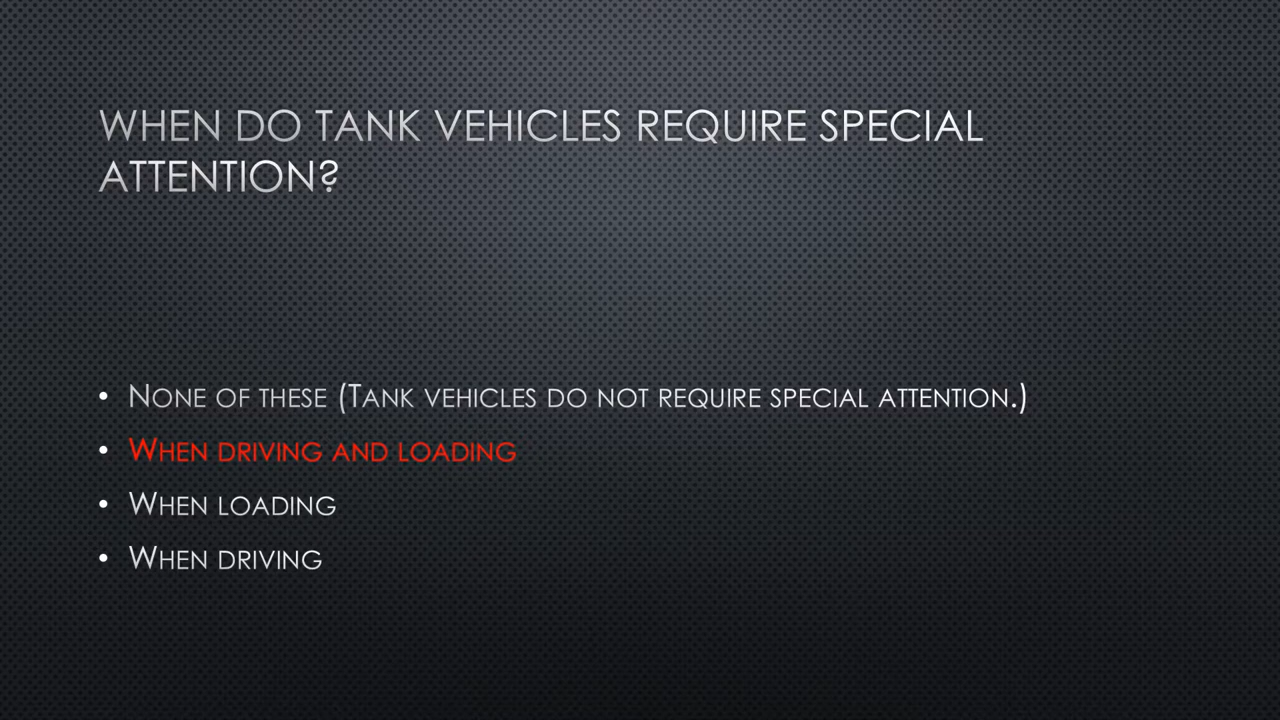 WHEN DO TANK VEHICLES REQUIRE SPECIAL
ATTENTION?
• NONE OF THESE (TANK VEHICLES DO NOT REQUIRE SPECIAL ATTENTION.)
• WHEN DRIVING AND LOADING
• WHEN LOADING
• WHEN DRIVING